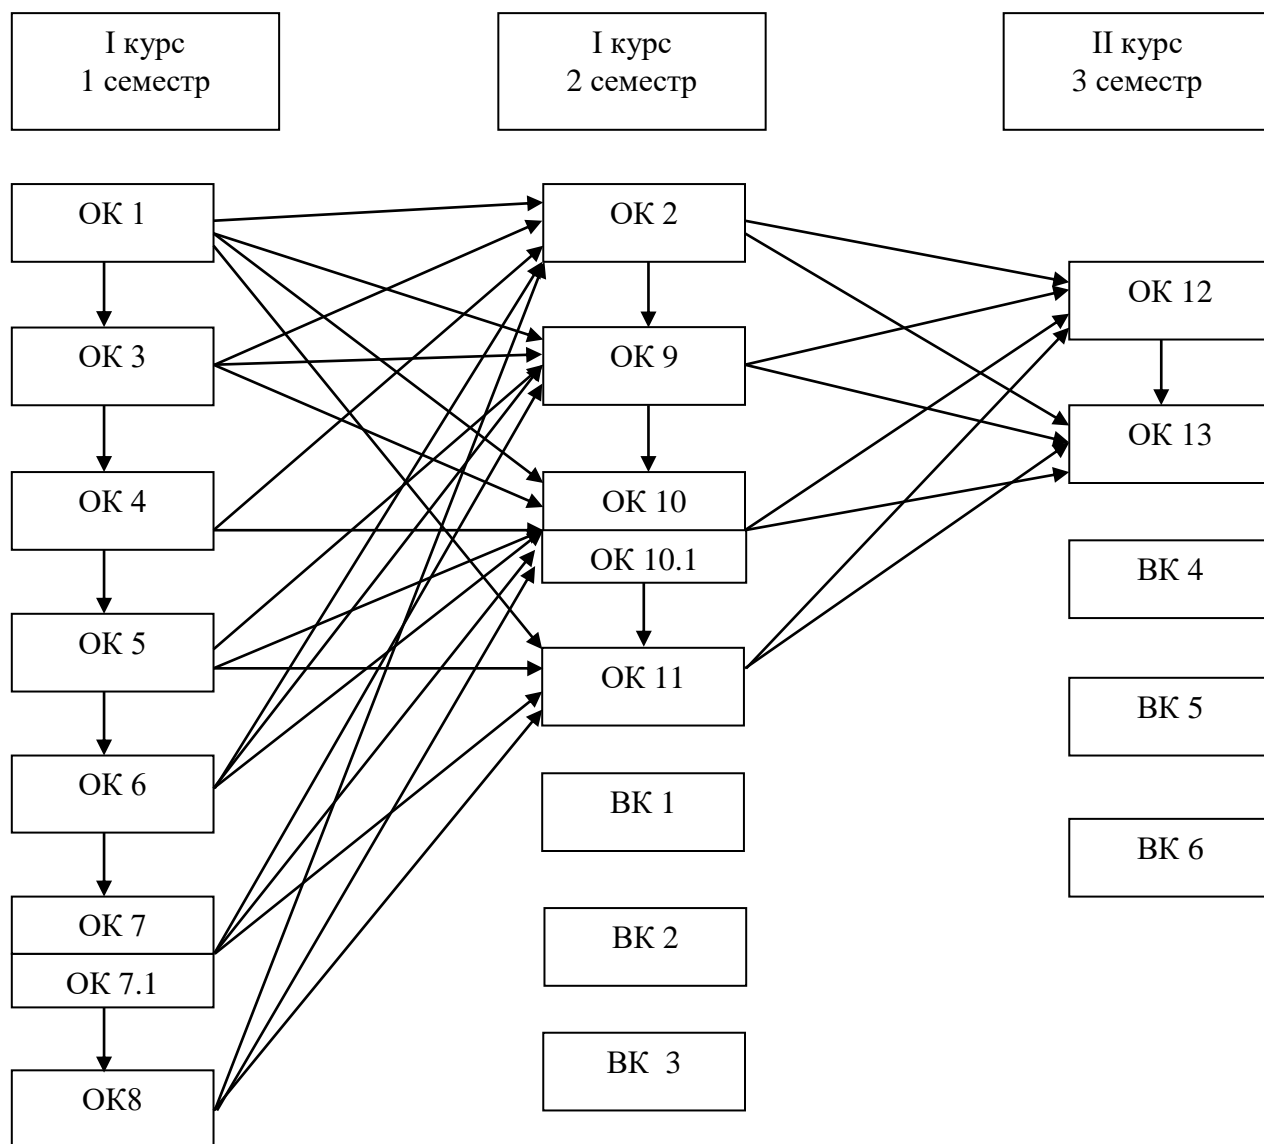 І курс
1 семестр
І курс
2 семестр
ІІ курс
3 семестр
ОК 1
ОК 3
ОК 4
ОК 5
ОК 6
ОК 7
ОК 7.1
ОК8
ОК 2
ОК 9
ОК 10
ОК 10.1
ОК 11
ВК 1
ВК 2
ВК 3
ОК 12
ОК 13
ВК 4
ВК 5
ВК 6